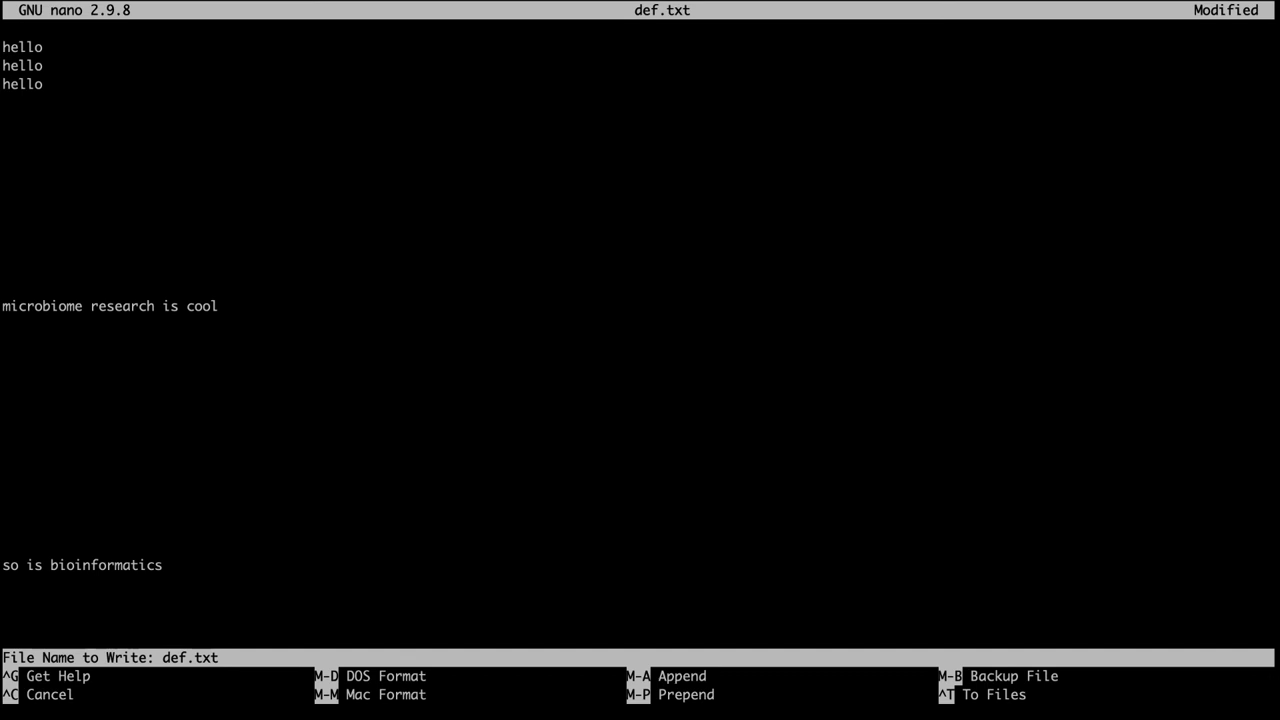 GNU nano 2.9.8 def.txt Modified
hello
hello
hello
microbiome research is cool
so is bioinformatics
File Name to Write: def.txt
^G Get Help M-D DOS Format M-A Append M-B Backup File
^C Cancel M-M Mac Format M-P Prepend ^T To Files